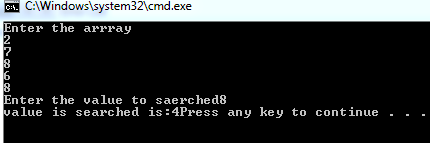 C:\Windows\system32\cmd.exe
Enter the arrray
2
7
8
6
8
Enter the value to saerched8
value is searched is:4Press any key to continue . . .